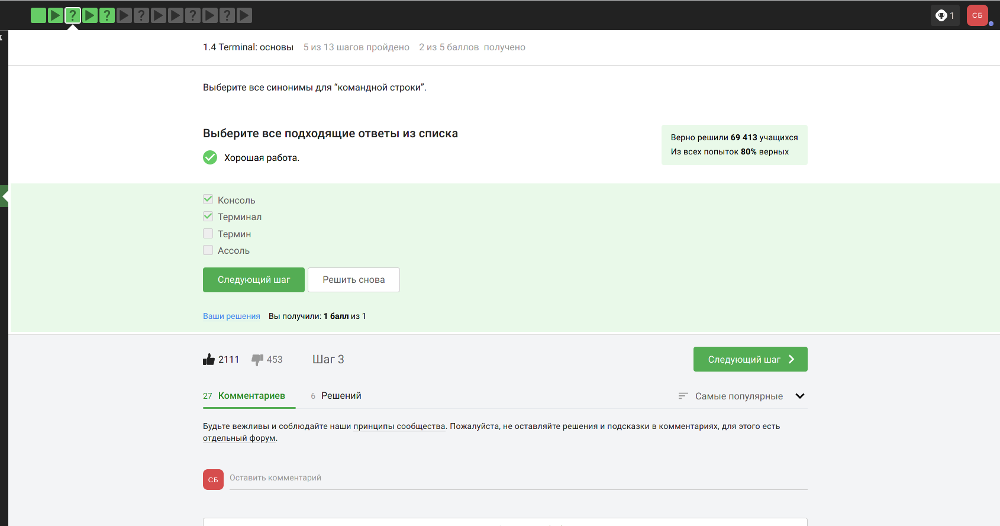 1
СБ
1.4 Terminal: основы 5 из 13 шагов пройдено 2 из 5 баллов получено
Выберите все синонимы для “командной строки”.
Выберите все подходящие ответы из списка
Хорошая работа.
Верно решили 69 413 учащихся
Из всех попыток 80% верных
Консоль
Терминал
Термин
Ассоль
Следующий шаг Решить снова
Ваши решения Вы получили: 1 балл из 1
2111 453 Шаг 3 Следующий шаг
27 Комментариев 6 Решений Самые популярные
Будьте вежливы и соблюдайте наши принципы сообщества. Пожалуйста, не оставляйте решения и подсказки в комментариях, для этого есть
отдельный форум.
СБ Оставить комментарий